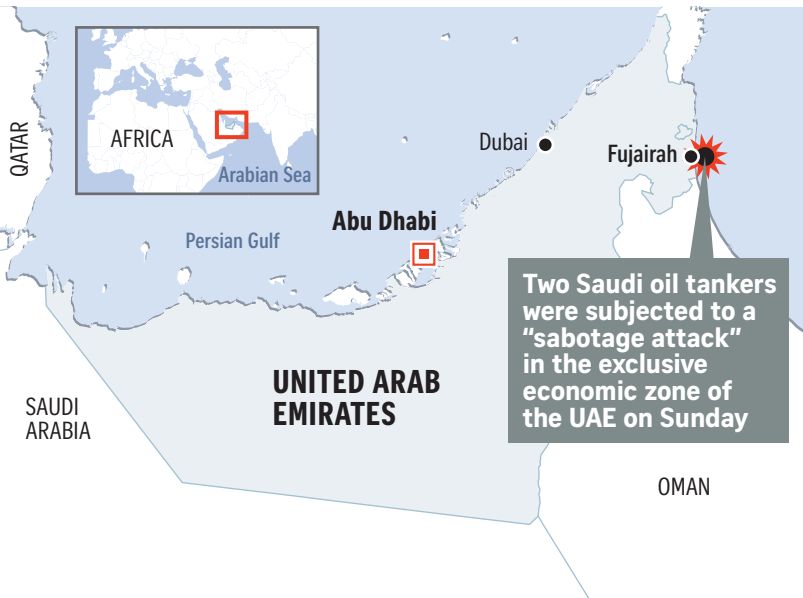 AFRICA
Arabian Sea
QATAR
Dubai
Fujairah
Abu Dhabi
Persian Gulf
Two Saudi oil tankers
were subjected to a
“sabotage attack”
in the exclusive
economic zone of
the UAE on Sunday
UNITED ARAB
EMIRATES
SAUDI
ARABIA
OMAN